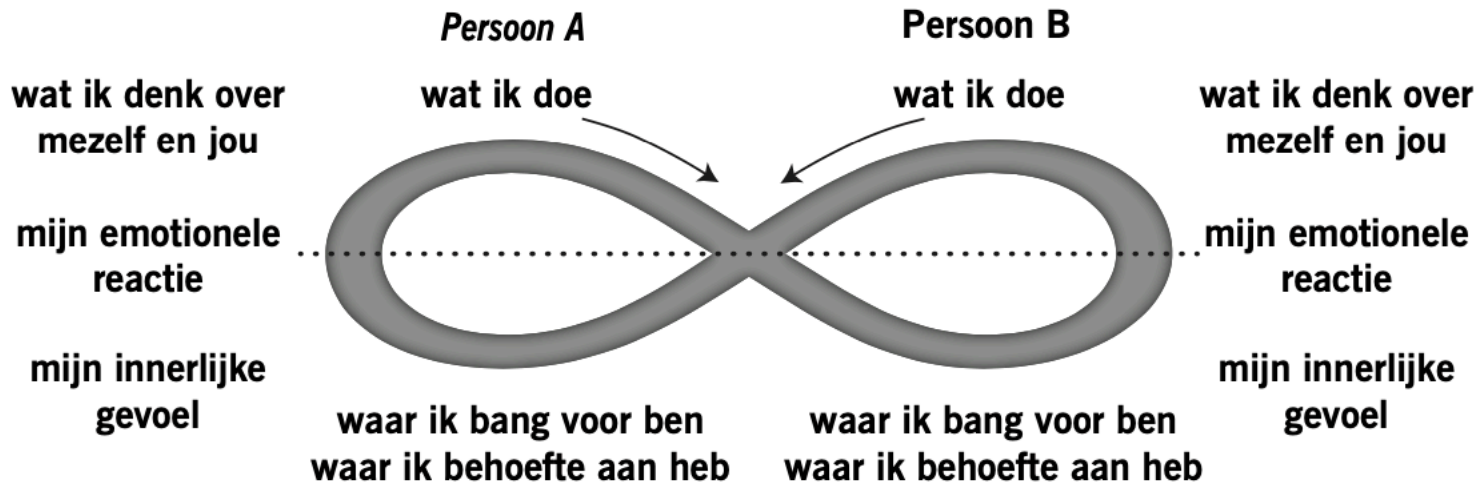 Persoon A
Persoon B
wat ik denk over
mezelf en jou
wat ik doe
wat ik doe
wat ik denk over
mezelf en jou
mijn emotionele
reactie
mijn emotionele
reactie
mijn innerlijke
gevoel
waar ik bang voor ben
waar ik behoefte aan heb
waar ik bang voor ben
waar ik behoefte aan heb
mijn innerlijke
gevoel